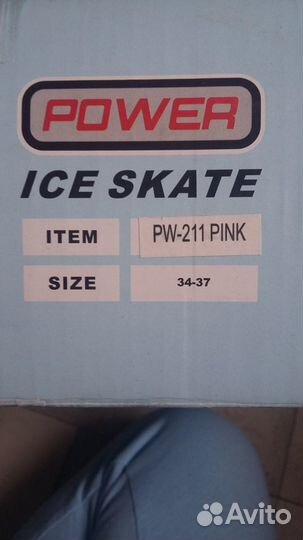 POWER
ICE SKATE
ITEM PW-211 PINK
SIZE 34-37
Avito